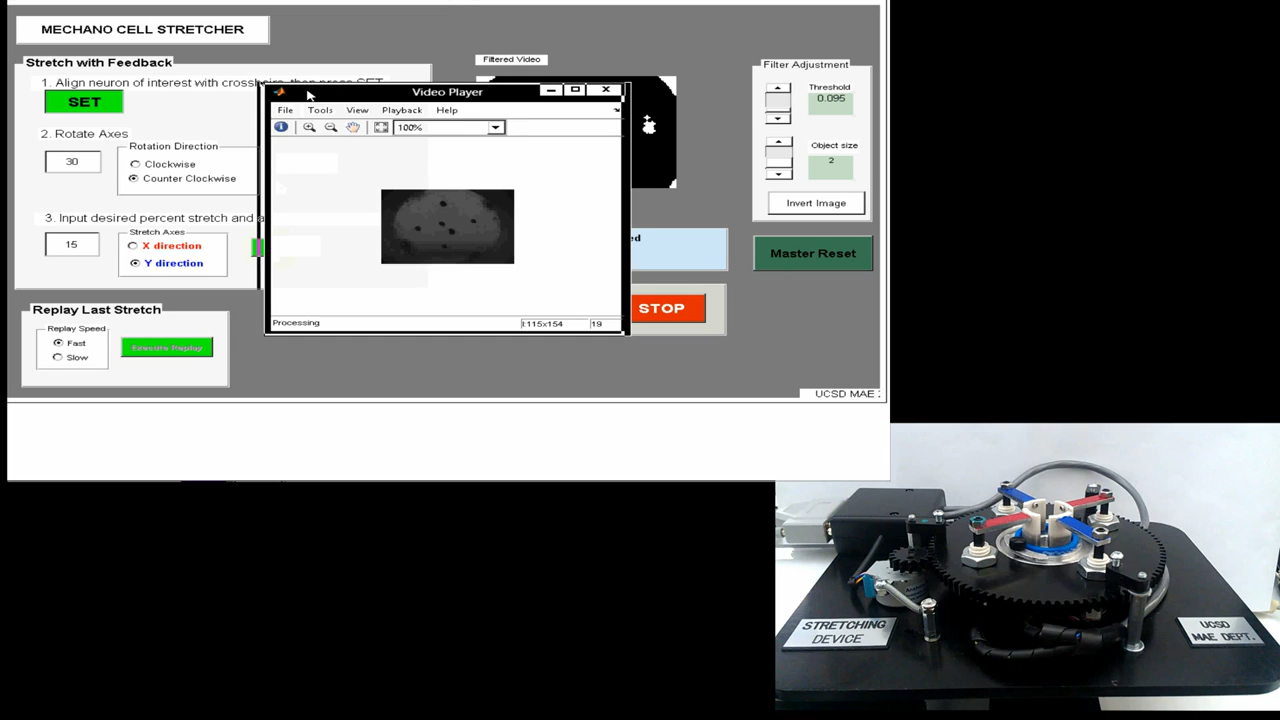 MECHANO CELL STRETCHER
Stretch with Feedback
1. Align neuron of interest with crosshairs, then press SET
SET
2. Rotate Axes
30
Rotation Direction
Clockwise
Counter Clockwise
3. Input desired percent stretch and a
15
Stretch Axes
X direction
Y direction
Replay Last Stretch
Replay Speed
Fast
Slow
Execute Replay
Video Player
File Tools View Playback Help
100%
Processing
I:115x154
19
Filtered Video
ed
STOP
Filter Adjustment
Threshold
0.095
Object size
2
Invert Image
Master Reset
UCSD MAE
STRETCHING
DEVICE
UCSD
MAE DEPT.